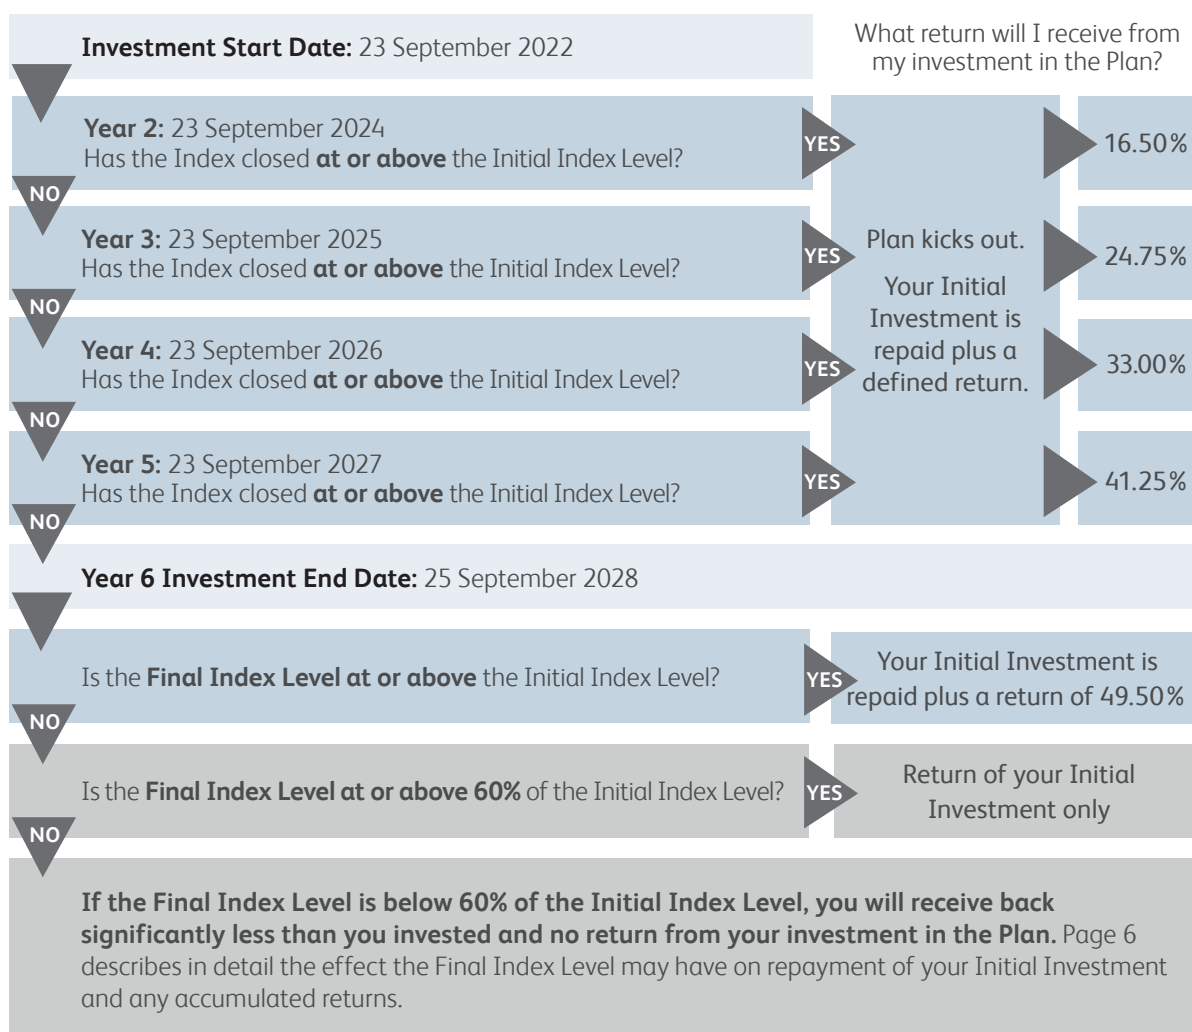 Investment Start Date: 23 September 2022
What return will I receive from
my investment in the Plan?
Year 2: 23 September 2024
Has the Index closed at or above the Initial Index Level?
YES
16.50%
NO
Year 3: 23 September 2025
Has the Index closed at or above the Initial Index Level?
YES
Plan kicks out.
Your Initial
Investment is
repaid plus a
defined return.
24.75%
NO
Year 4: 23 September 2026
Has the Index closed at or above the Initial Index Level?
YES
33.00%
NO
Year 5: 23 September 2027
Has the Index closed at or above the Initial Index Level?
YES
41.25%
NO
Year 6 Investment End Date: 25 September 2028
Is the Final Index Level at or above the Initial Index Level?
YES
Your Initial Investment is
repaid plus a return of 49.50%
NO
Is the Final Index Level at or above 60% of the Initial Index Level?
YES
Return of your Initial
Investment only
NO
If the Final Index Level is below 60% of the Initial Index Level, you will receive back
significantly less than you invested and no return from your investment in the Plan. Page 6
describes in detail the effect the Final Index Level may have on repayment of your Initial Investment
and any accumulated returns.